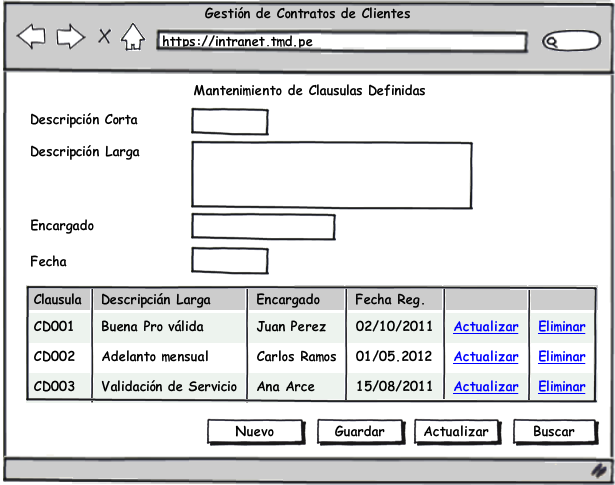 Gestión de Contratos de Clientes
https://intranet.tmd.pe
Mantenimiento de Clausulas Definidas
Descripción Corta
Descripción Larga
Encargado
Fecha
Clausula Descripcián Larga Encargado Fecha Reg.
CD001 Buena Pro válida Juan Perez 02/10/2011 Actualizar Eliminar
CD002 Adelanto mensual Carlos Ramos 01/05.2012 Actualizar Eliminar
CD003 Validación de Servicio Ana Arce 15/08/2011 Actualizar Eliminar
Nuevo Guardar Actualizar Buscar